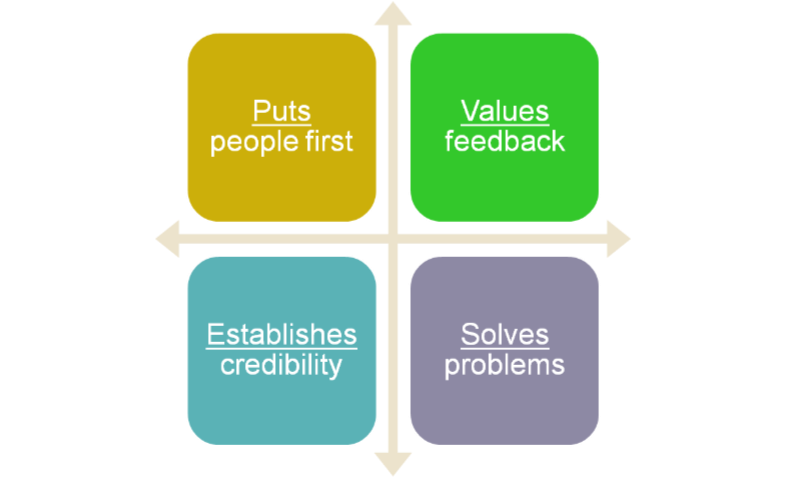 Puts
people first
Values
feedback
Establishes
credibility
Solves
problems